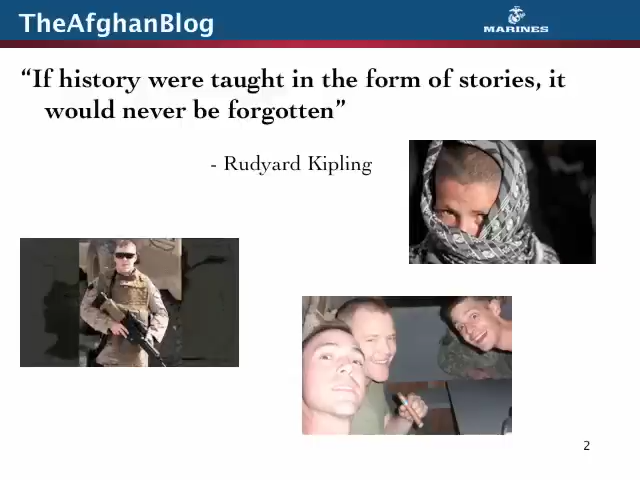 TheAfghanBlog
MARINES
“If history were taught in the form of stories, it
would never be forgotten”
- Rudyard Kipling
2